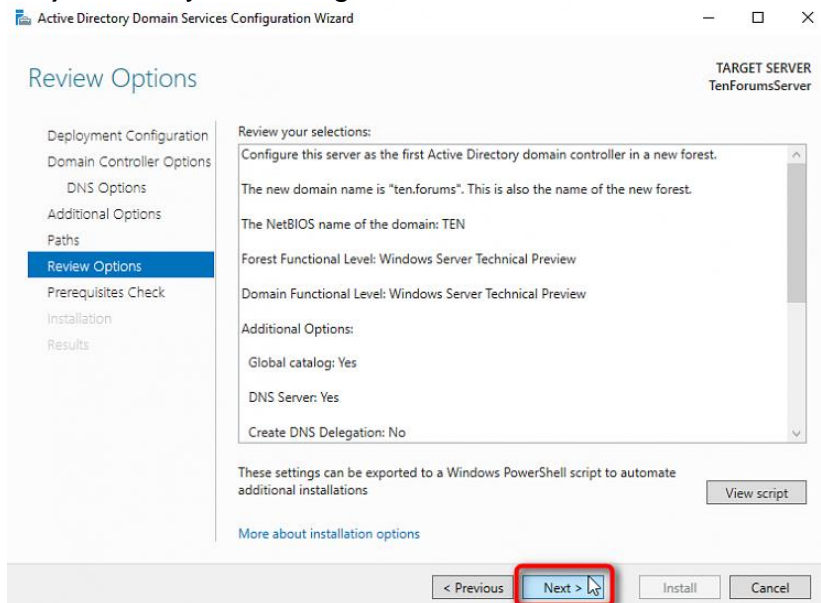 Active Directory Domain Services Configuration Wizard
Review Options
TARGET SERVER
TenForumsServer
Deployment Configuration
Domain Controller Options
DNS Options
Additional Options
Paths
Review Options
Prerequisites Check
Installation
Results
Review your selections:
Configure this server as the first Active Directory domain controller in a new forest.
The new domain name is "ten.forums". This is also the name of the new forest.
The NetBIOS name of the domain: TEN
Forest Functional Level: Windows Server Technical Preview
Domain Functional Level: Windows Server Technical Preview
Additional Options:
Global catalog: Yes
DNS Server: Yes
Create DNS Delegation: No
These settings can be exported to a Windows PowerShell script to automate
additional installations
View script
More about installation options
< Previous
Next >
Install
Cancel